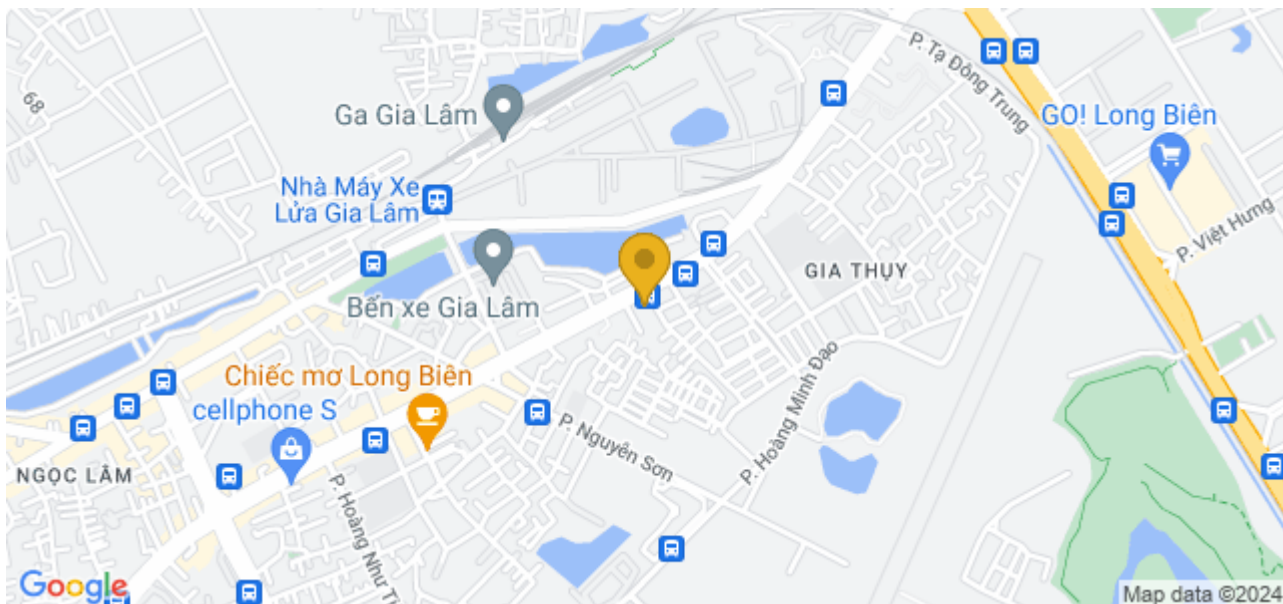 P. Tạ Đông Trung
68
Ga Gia Lâm
GO! Long Biên
Nhà Máy Xe
Lửa Gia Lâm
P. Việt Hưng
GIA THỤY
Bến xe Gia Lâm
Chiếc mơ Long Biên
cellphone S
P. Hoàng Minh Đạo
P. Nguyễn Sơn
NGỌC LÂM
P. Hoàng Như Ti
Google
Map data ©2024